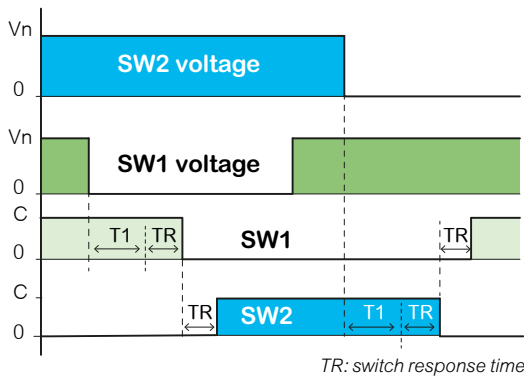 Vn
SW2 voltage
0
Vn
SW1 voltage
0
C
T1 TR SW1 TR
0
C
TR SW2 T1 TR
0
TR: switch response time